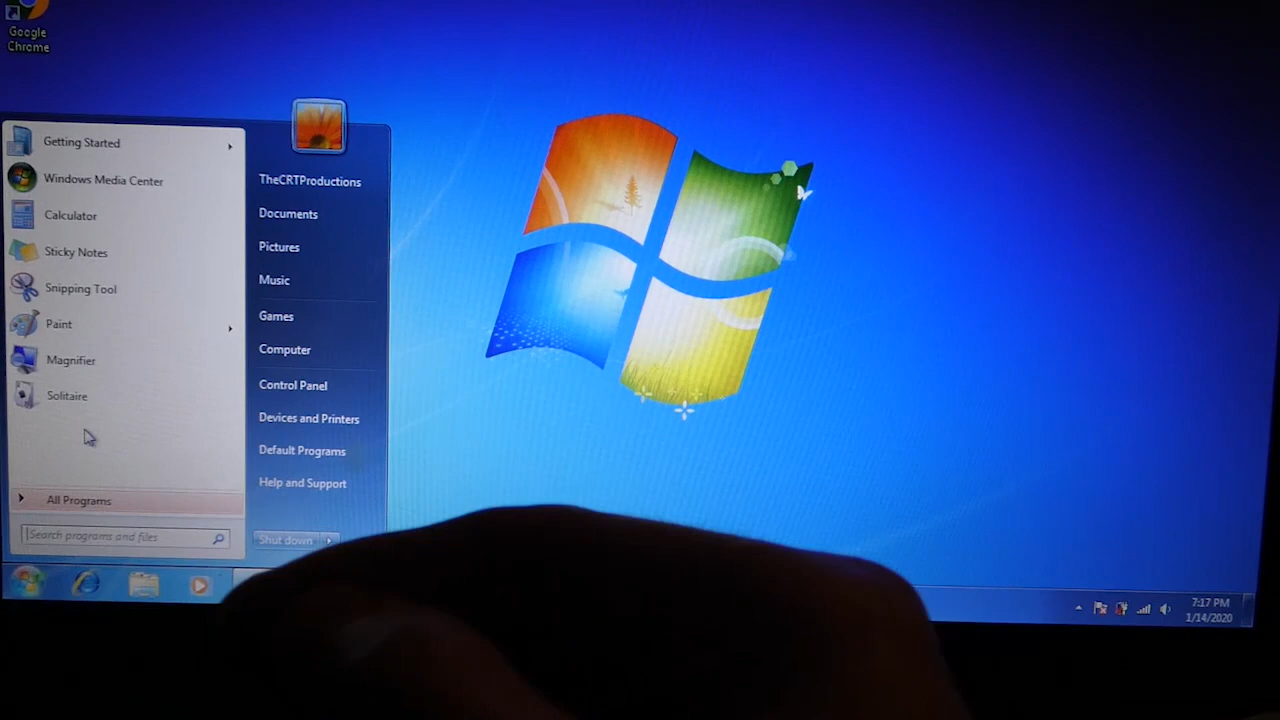 Google
Chrome
Getting Started
Windows Media Center
Calculator
Sticky Notes
Snipping Tool
Paint
Magnifier
Solitaire
All Programs
Search programs and files
TheCRTProductions
Documents
Pictures
Music
Games
Computer
Control Panel
Devices and Printers
Default Programs
Help and Support
Shut down
7:17 PM
1/14/2020